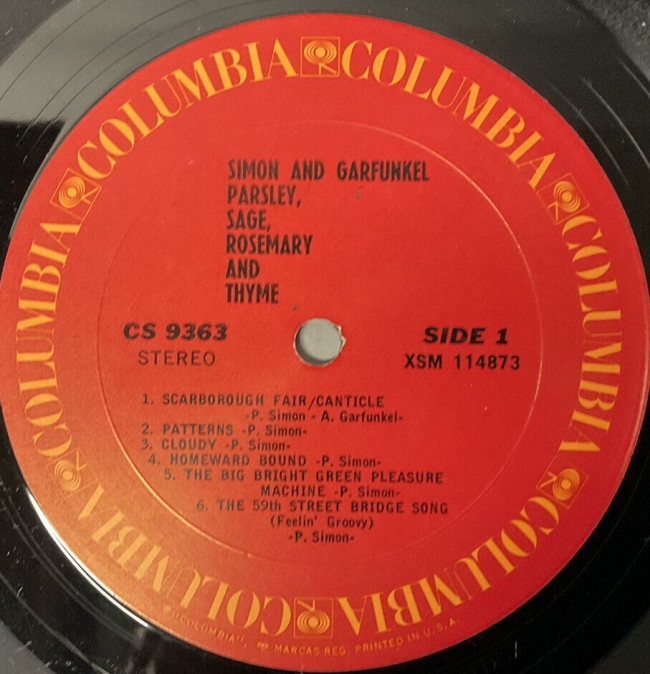 COLUMBIA COLUMBIA COLUMBIA COLUMBIA COLUMBIA COLUMBIA
SIMON AND GARFUNKEL
PARSLEY,
SAGE,
ROSEMARY
AND
THYME
CS 9363
STEREO
SIDE 1
XSM 114873
1. SCARBOROUGH FAIR/CANTICLE
-P. Simon - A. Garfunkel-
2. PATTERNS -P. Simon-
3. CLOUDY -P. Simon-
4. HOMEWARD BOUND -P. Simon-
5. THE BIG BRIGHT GREEN PLEASURE
MACHINE -P. Simon-
6. THE 59th STREET BRIDGE SONG
(Feelin' Groovy)
-P. Simon-
"COLUMBIA", MARCAS REG. PRINTED IN U.S.A.